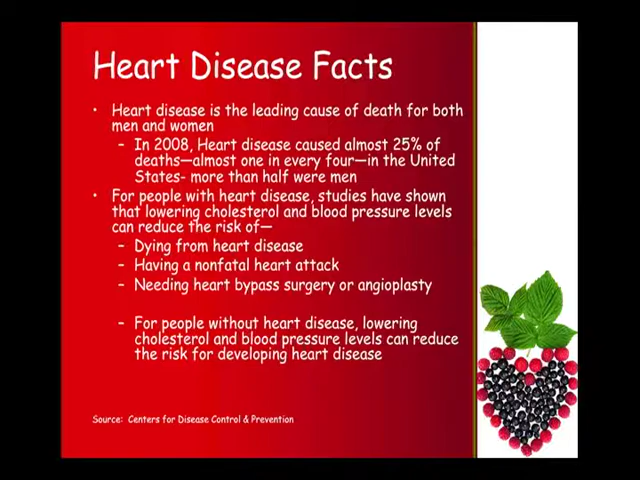 Heart Disease Facts
• Heart disease is the leading cause of death for both
men and women
– In 2008, Heart disease caused almost 25% of
deaths—almost one in every four—in the United
States- more than half were men
• For people with heart disease, studies have shown
that lowering cholesterol and blood pressure levels
can reduce the risk of—
– Dying from heart disease
– Having a nonfatal heart attack
– Needing heart bypass surgery or angioplasty
– For people without heart disease, lowering
cholesterol and blood pressure levels can reduce
the risk for developing heart disease
Source: Centers for Disease Control & Prevention